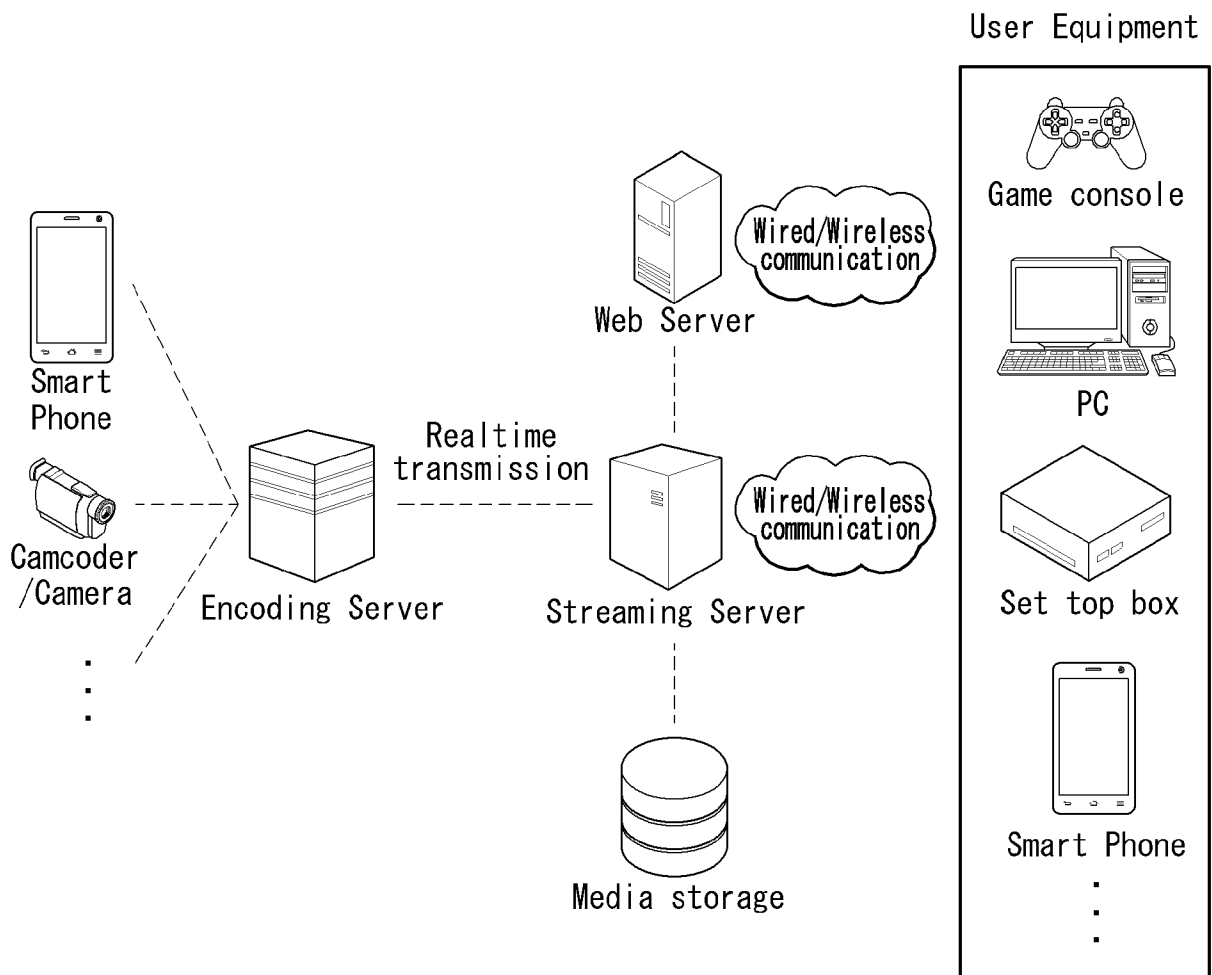 User Equipment
Game console
Wired/Wireless
communication
Web Server
Smart
Phone
PC
Realtime
transmission
Wired/Wireless
communication
Camcoder
/Camera
Encoding Server
Streaming Server
Set top box
Smart Phone
Media storage